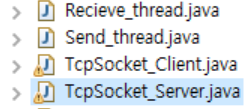 Recieve_thread.java
Send_thread.java
TcpSocket_Client.java
TcpSocket_Server.java